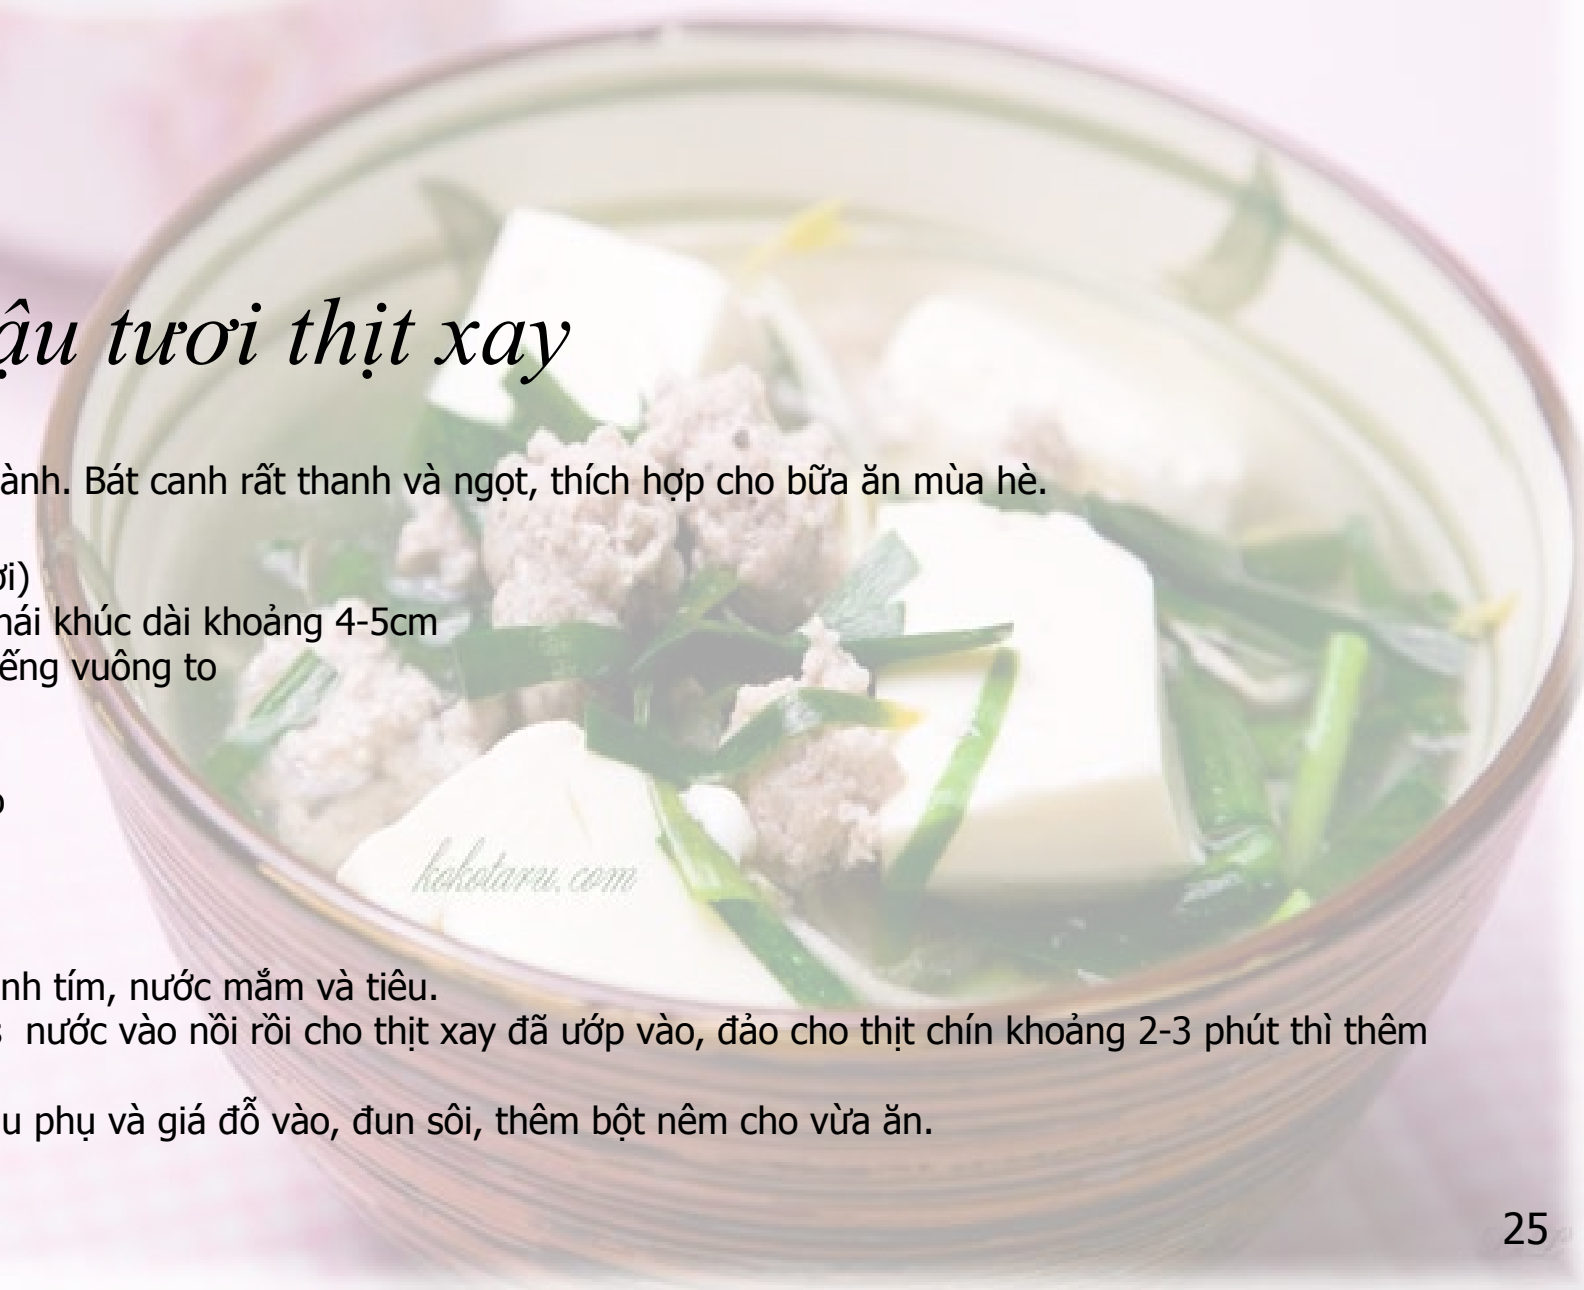 ậu tươi thịt xay
ành. Bát canh rất thanh và ngọt, thích hợp cho bữa ăn mùa hè.
ơi)
hái khúc dài khoảng 4-5cm
ếng vuông to
kokotaru.com
nh tím, nước mắm và tiêu.
nước vào nồi rồi cho thịt xay đã ướp vào, đảo cho thịt chín khoảng 2-3 phút thì thêm
u phụ và giá đỗ vào, đun sôi, thêm bột nêm cho vừa ăn.
25